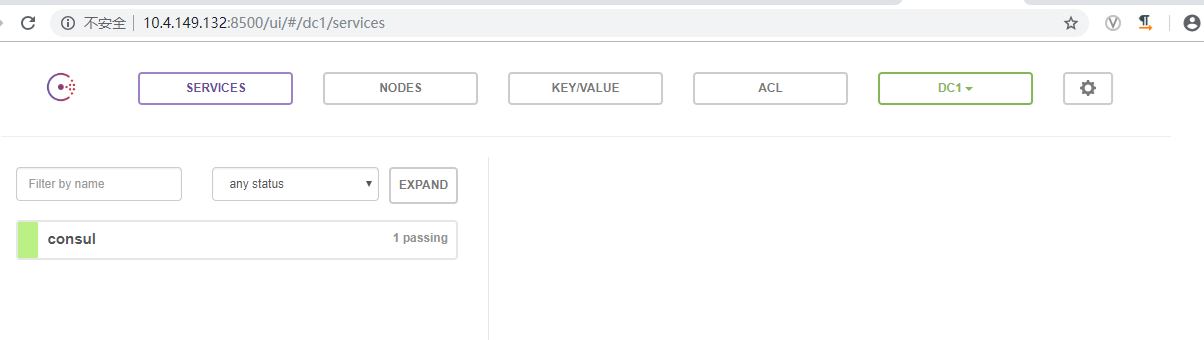 不安全 10.4.149.132:8500/ui/#/dc1/services
SERVICES NODES KEY/VALUE ACL DC1
Filter by name any status EXPAND
consul 1 passing